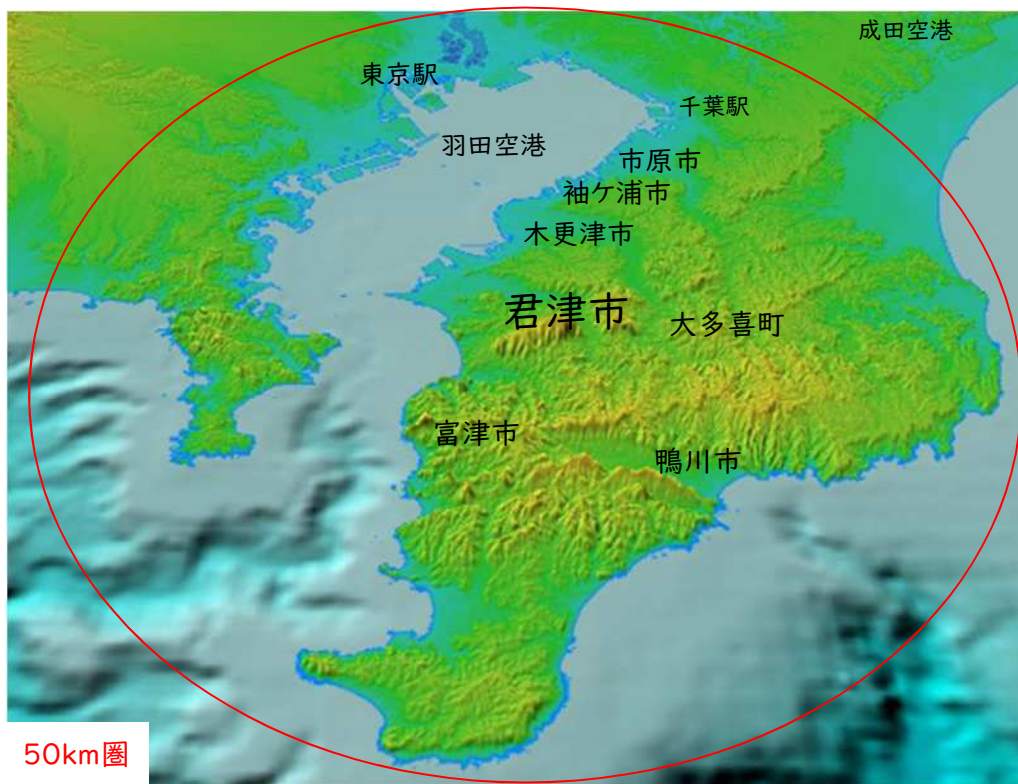 成田空港
東京駅
千葉駅
羽田空港
市原市
袖ケ浦市
木更津市
君津市
大多喜町
富津市
鴨川市
50km圏